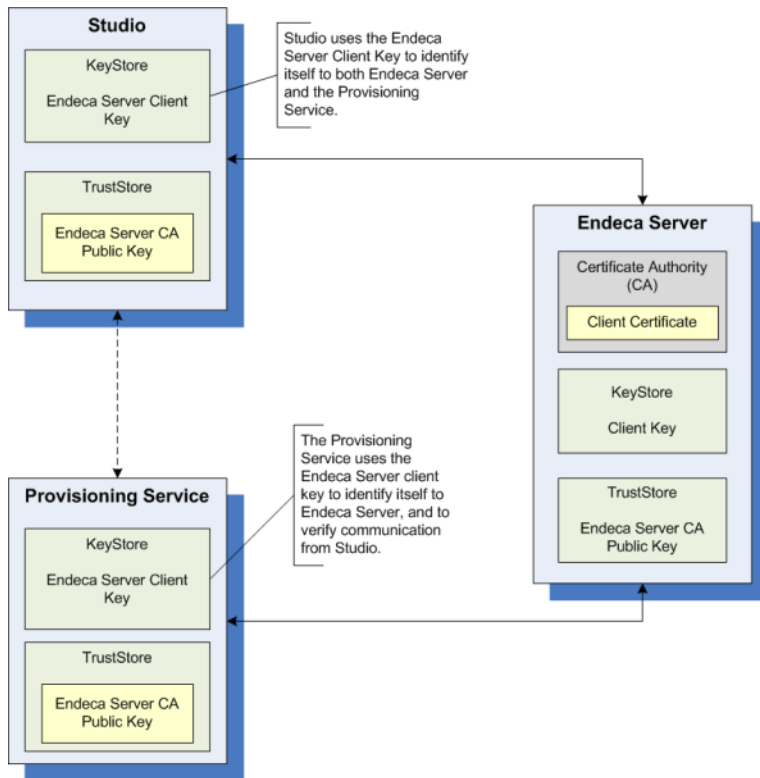 Studio
KeyStore
Endeca Server Client
Key
TrustStore
Endeca Server CA
Public Key
Studio uses the Endeca
Server Client Key to identify
itself to both Endeca Server
and the Provisioning
Service.
Endeca Server
Certificate Authority
(CA)
Client Certificate
KeyStore
Client Key
TrustStore
Endeca Server CA
Public Key
The Provisioning
Service uses the
Endeca Server client
key to identify itself to
Endeca Server, and to
verify communication
from Studio.
Provisioning Service
KeyStore
Endeca Server Client
Key
TrustStore
Endeca Server CA
Public Key